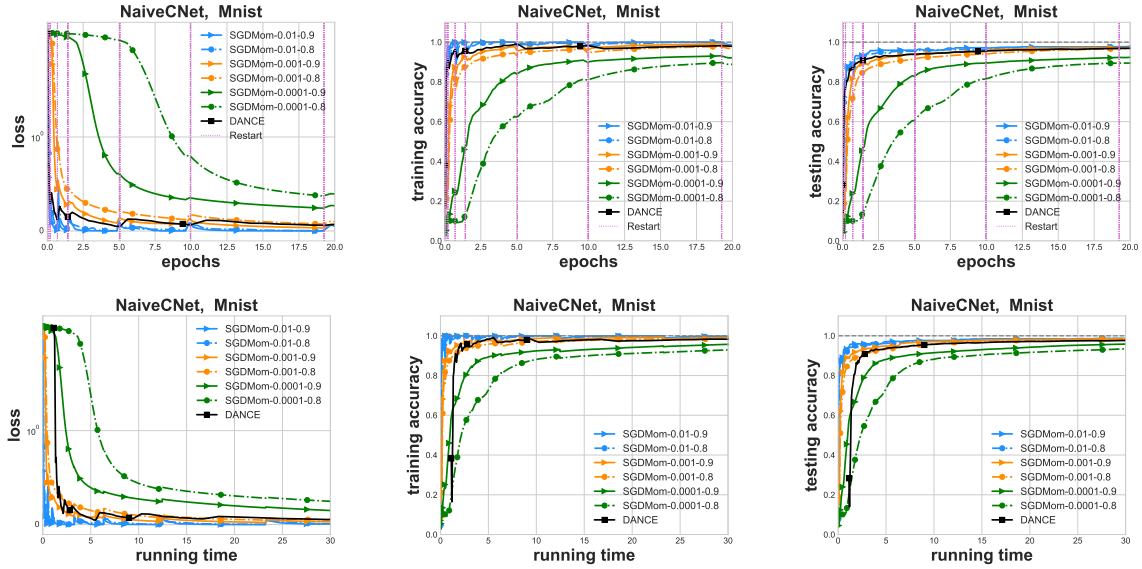 NaiveCNet, Mnist
loss
10^0
0
0.0 2.5 5.0 7.5 10.0 12.5 15.0 17.5 20.0
epochs
SGDMom-0.01-0.9
SGDMom-0.01-0.8
SGDMom-0.001-0.9
SGDMom-0.001-0.8
SGDMom-0.0001-0.9
SGDMom-0.0001-0.8
DANCE
Restart
NaiveCNet, Mnist
training accuracy
1.0
0.8
0.6
0.4
0.2
0.0
0.0 2.5 5.0 7.5 10.0 12.5 15.0 17.5 20.0
epochs
SGDMom-0.01-0.9
SGDMom-0.01-0.8
SGDMom-0.001-0.9
SGDMom-0.001-0.8
SGDMom-0.0001-0.9
SGDMom-0.0001-0.8
DANCE
Restart
NaiveCNet, Mnist
testing accuracy
1.0
0.8
0.6
0.4
0.2
0.0
0.0 2.5 5.0 7.5 10.0 12.5 15.0 17.5 20.0
epochs
SGDMom-0.01-0.9
SGDMom-0.01-0.8
SGDMom-0.001-0.9
SGDMom-0.001-0.8
SGDMom-0.0001-0.9
SGDMom-0.0001-0.8
DANCE
Restart
NaiveCNet, Mnist
loss
10^0
0
0 5 10 15 20 25 30
running time
SGDMom-0.01-0.9
SGDMom-0.01-0.8
SGDMom-0.001-0.9
SGDMom-0.001-0.8
SGDMom-0.0001-0.9
SGDMom-0.0001-0.8
DANCE
NaiveCNet, Mnist
training accuracy
1.0
0.8
0.6
0.4
0.2
0.0
0 5 10 15 20 25 30
running time
SGDMom-0.01-0.9
SGDMom-0.01-0.8
SGDMom-0.001-0.9
SGDMom-0.001-0.8
SGDMom-0.0001-0.9
SGDMom-0.0001-0.8
DANCE
NaiveCNet, Mnist
testing accuracy
1.0
0.8
0.6
0.4
0.2
0.0
0 5 10 15 20 25 30
running time
SGDMom-0.01-0.9
SGDMom-0.01-0.8
SGDMom-0.001-0.9
SGDMom-0.001-0.8
SGDMom-0.0001-0.9
SGDMom-0.0001-0.8
DANCE